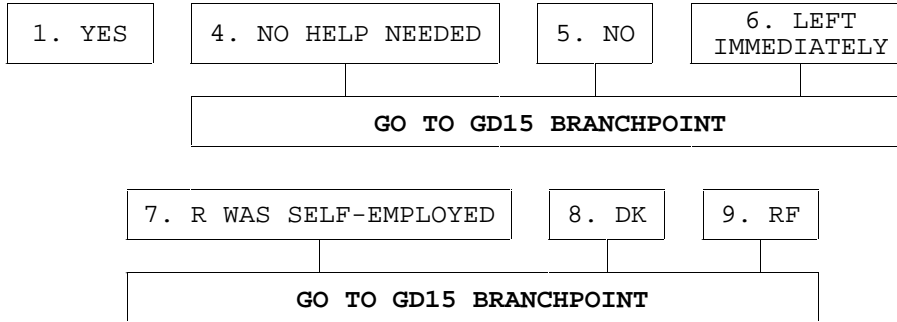 1. YES
4. NO HELP NEEDED
5. NO
6. LEFT
IMMEDIATELY
GO TO GD15 BRANCHPOINT
7. R WAS SELF-EMPLOYED
8. DK
9. RF
GO TO GD15 BRANCHPOINT